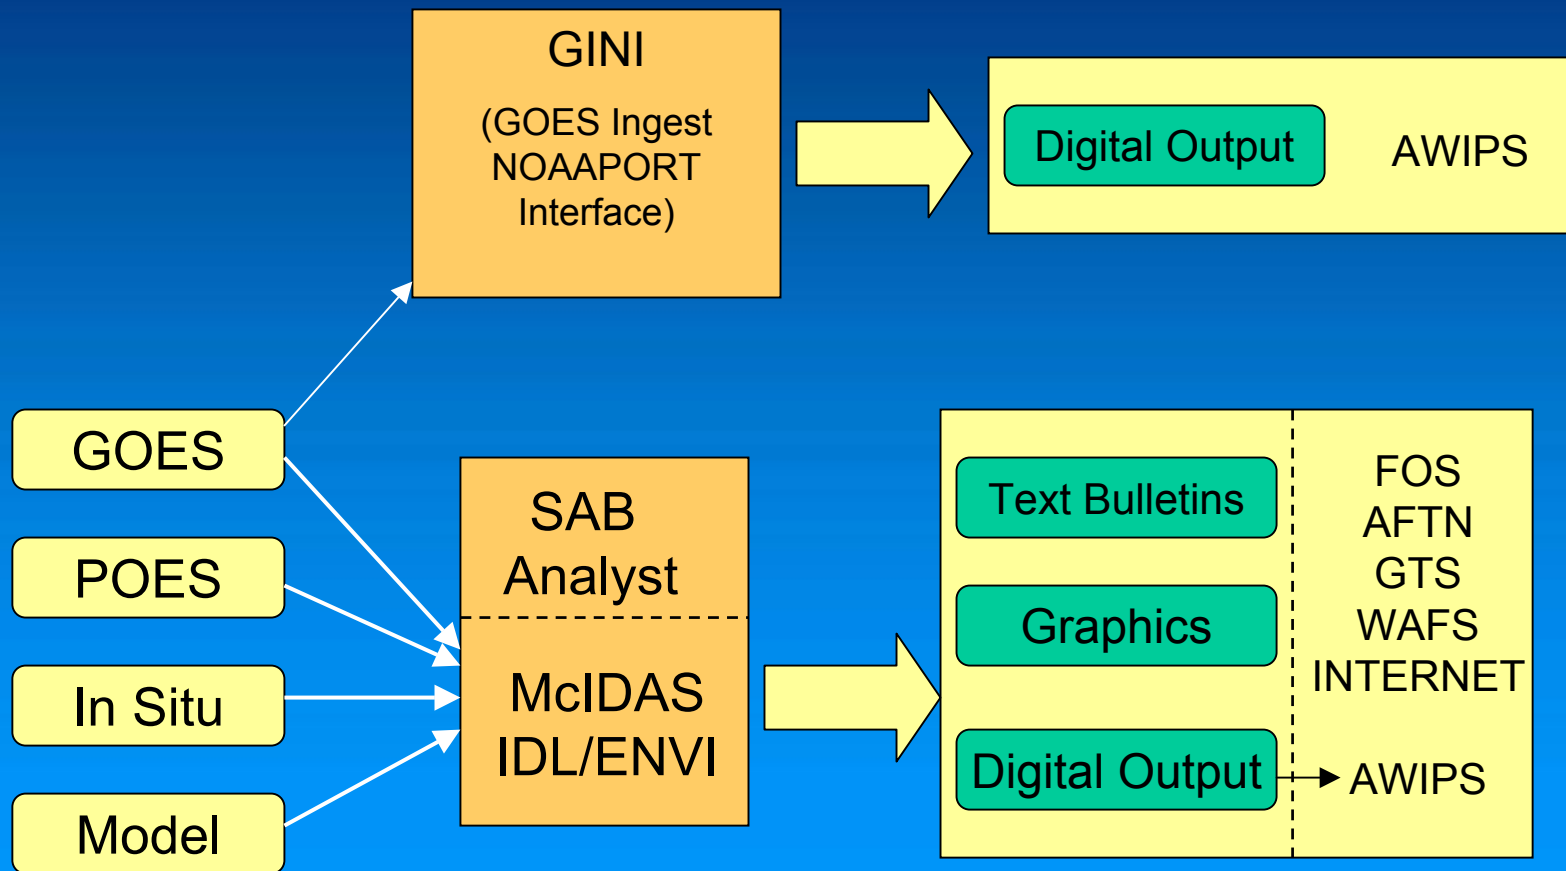 GINI
(GOES Ingest
NOAAPORT
Interface)
Digital Output
AWIPS
GOES
POES
In Situ
Model
SAB
Analyst
McIDAS
IDL/ENVI
Text Bulletins
Graphics
Digital Output
FOS
AFTN
GTS
WAFS
INTERNET
AWIPS